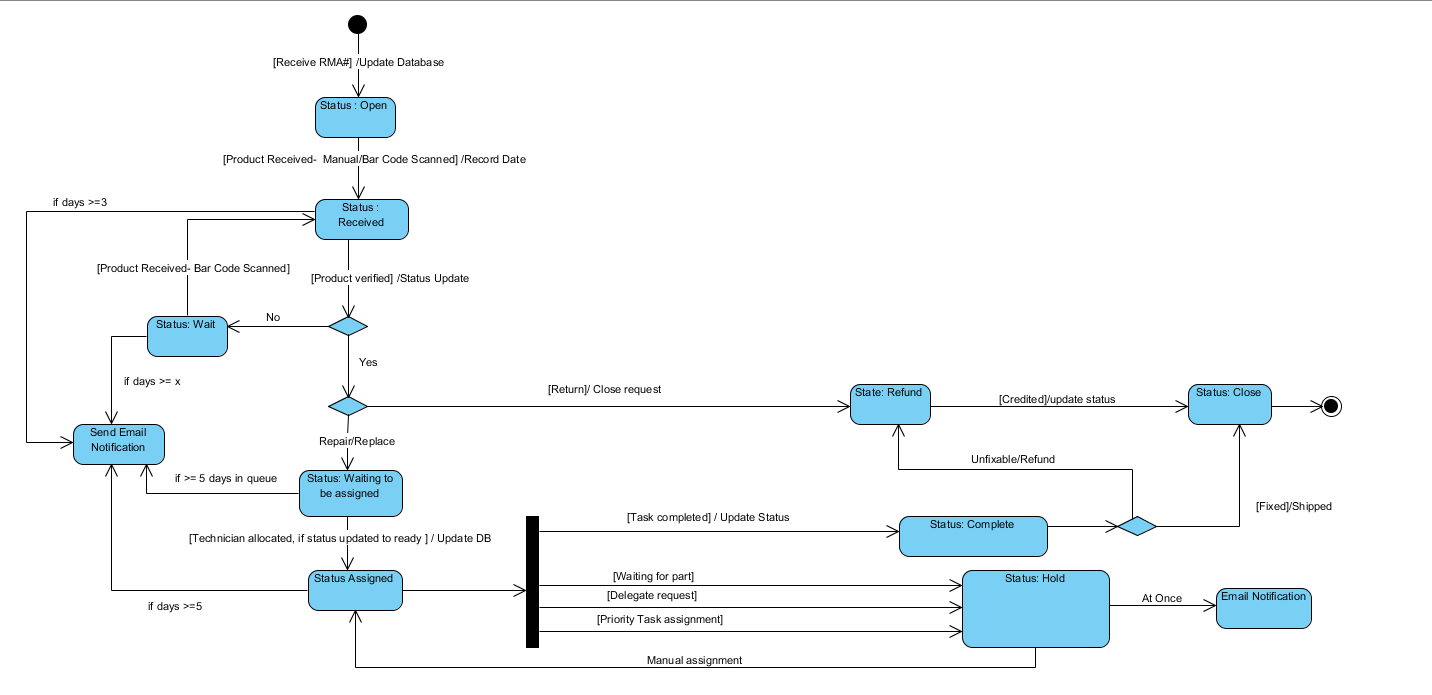 [Receive RMA#] /Update Database
Status : Open
[Product Received-  Manual/Bar Code Scanned] /Record Date
if days >=3
Status :
Received
[Product Received- Bar Code Scanned]
[Product verified] /Status Update
No
Status: Wait
Yes
if days >= x
[Return]/ Close request
State: Refund
[Credited]/update status
Status: Close
Send Email
Notification
Repair/Replace
Unfixable/Refund
if >= 5 days in queue
Status: Waiting to
be assigned
[Fixed]/Shipped
[Task completed] / Update Status
Status: Complete
[Technician allocated, if status updated to ready ] / Update DB
Status Assigned
[Waiting for part]
Status: Hold
[Delegate request]
At Once
Email Notification
if days >=5
[Priority Task assignment]
Manual assignment